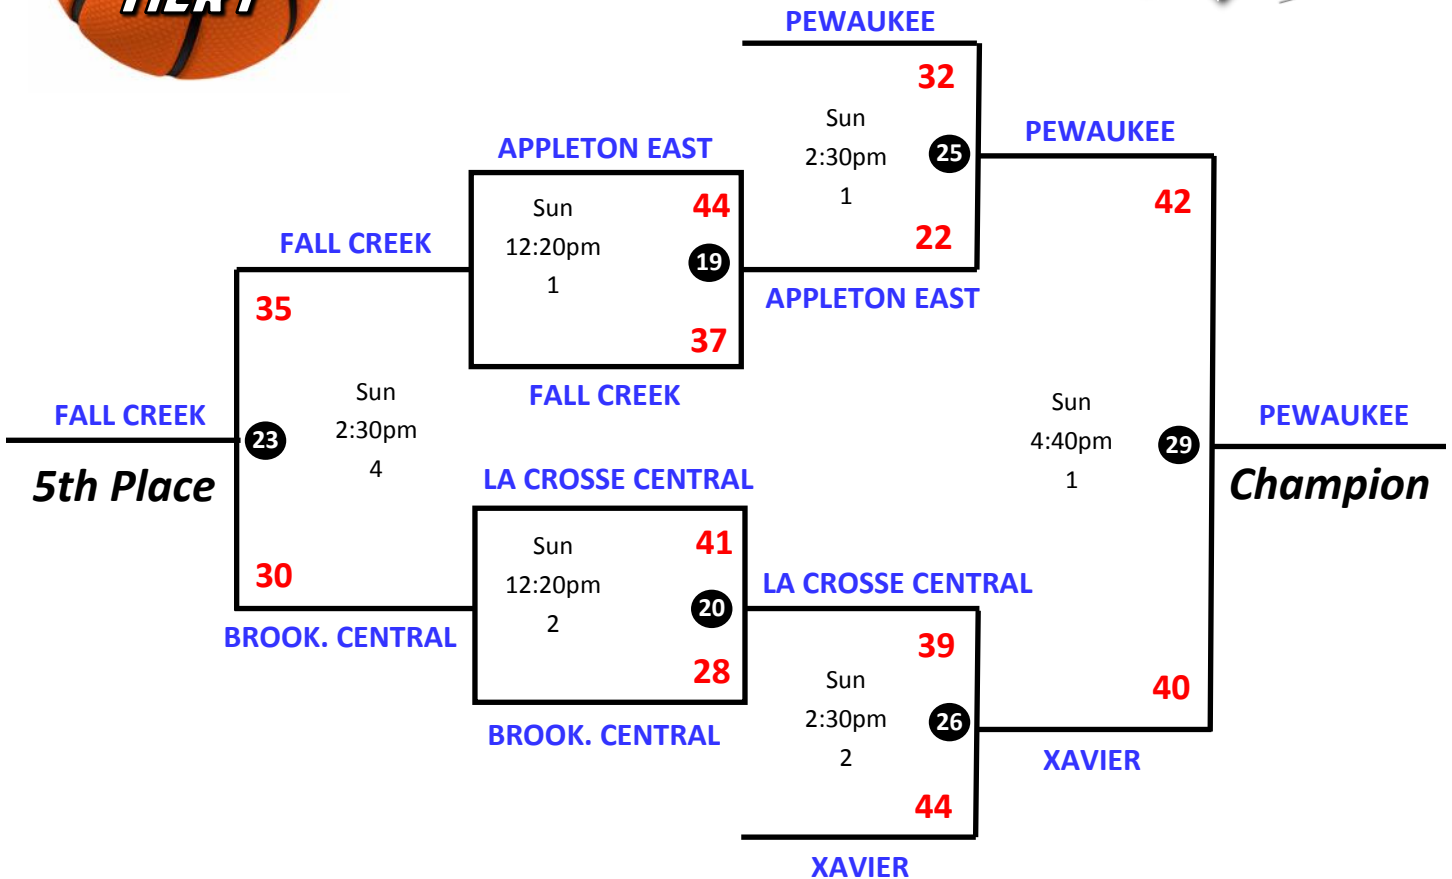 PEWAUKEE
32
Sun
2:30pm
1
25
22
PEWAUKEE
APPLETON EAST
Sun
12:20pm
1
44
19
37
FALL CREEK
APPLETON EAST
42
FALL CREEK
35
Sun
2:30pm
4
23
30
FALL CREEK
5th Place
BROOK. CENTRAL
LA CROSSE CENTRAL
Sun
12:20pm
2
41
20
28
BROOK. CENTRAL
LA CROSSE CENTRAL
39
Sun
2:30pm
2
26
44
XAVIER
Sun
4:40pm
1
29
40
XAVIER
PEWAUKEE
Champion